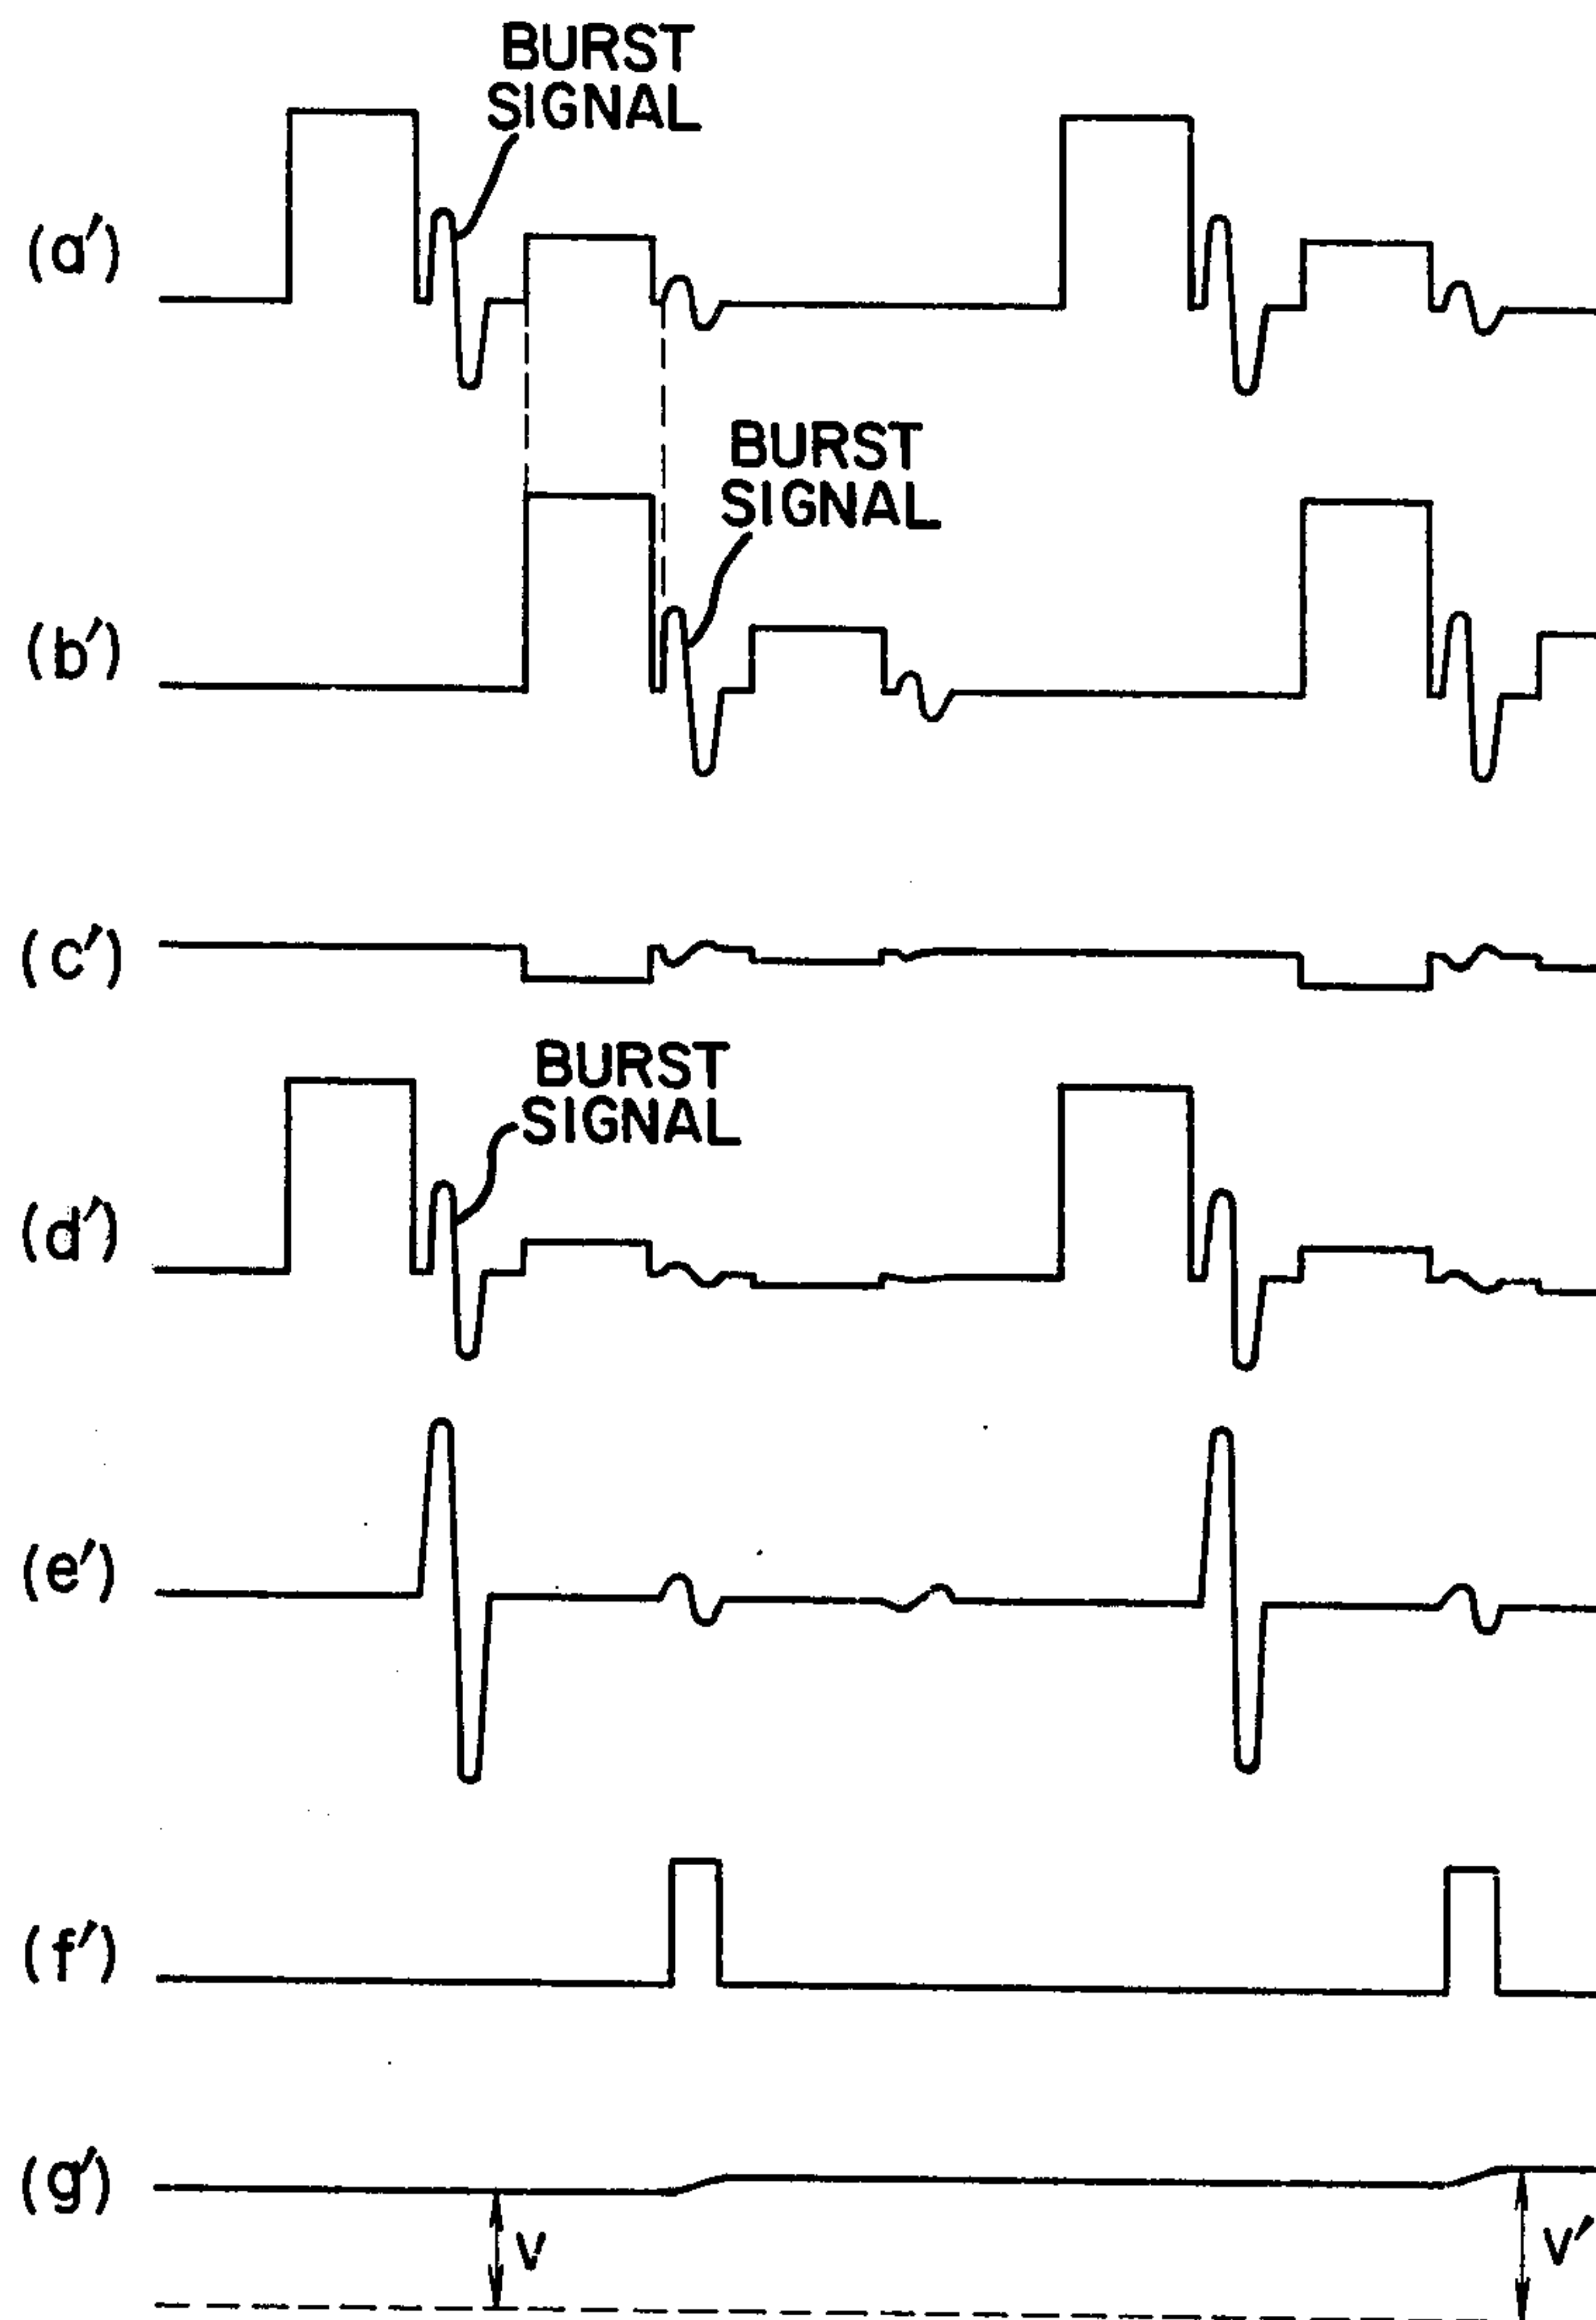 BURST
SIGNAL
(a′)
BURST
SIGNAL
(b′)
(c′)
BURST
SIGNAL
(d′)
(e′)
(f′)
(g′)
V
V′